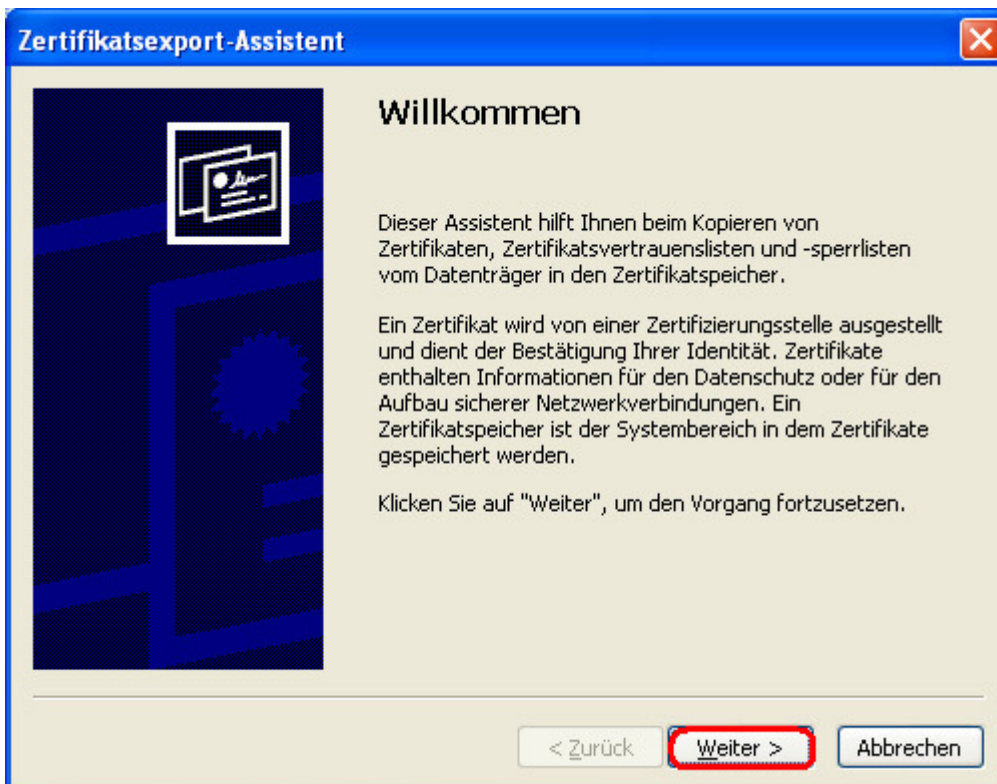 Zertifikatsexport-Assistent
Willkommen
Dieser Assistent hilft Ihnen beim Kopieren von
Zertifikaten, Zertifikatsvertrauenslisten und -sperrlisten
vom Datenträger in den Zertifikatspeicher.
Ein Zertifikat wird von einer Zertifizierungsstelle ausgestellt
und dient der Bestätigung Ihrer Identität. Zertifikate
enthalten Informationen für den Datenschutz oder für den
Aufbau sicherer Netzwerkverbindungen. Ein
Zertifikatspeicher ist der Systembereich in dem Zertifikate
gespeichert werden.
Klicken Sie auf "Weiter", um den Vorgang fortzusetzen.
< Zurück Weiter > Abbrechen